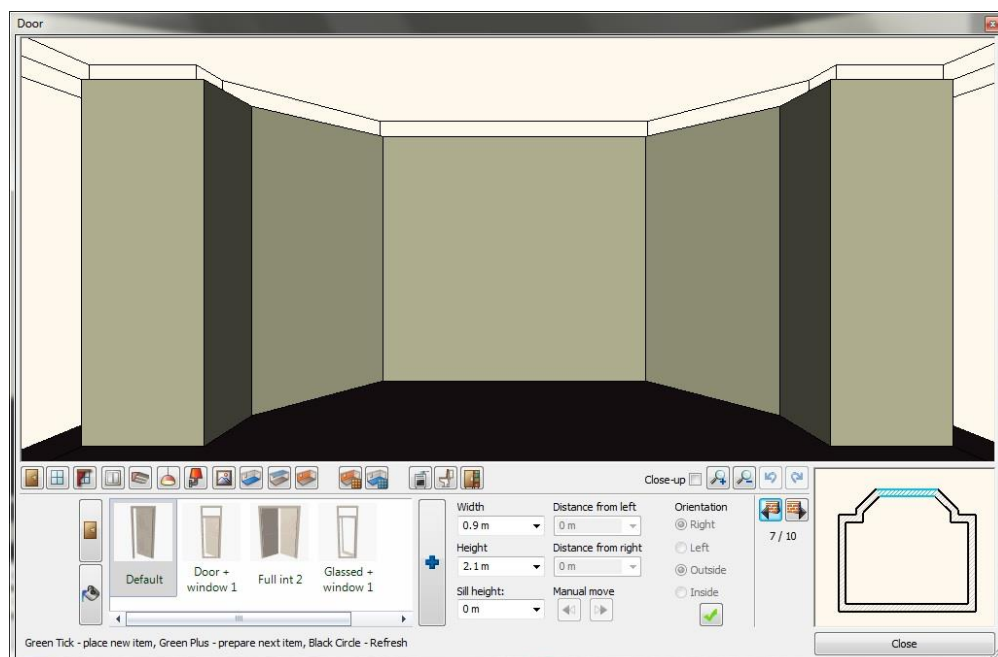 Door
Close-up
Width
Distance from left
Orientation
0.9 m
0 m
Right
7 / 10
Height
Distance from right
Left
2.1 m
0 m
Outside
Sill height:
Manual move
Inside
0 m
Default
Door +
window 1
Full int 2
Glassed +
window 1
Green Tick - place new item, Green Plus - prepare next item, Black Circle - Refresh
Close